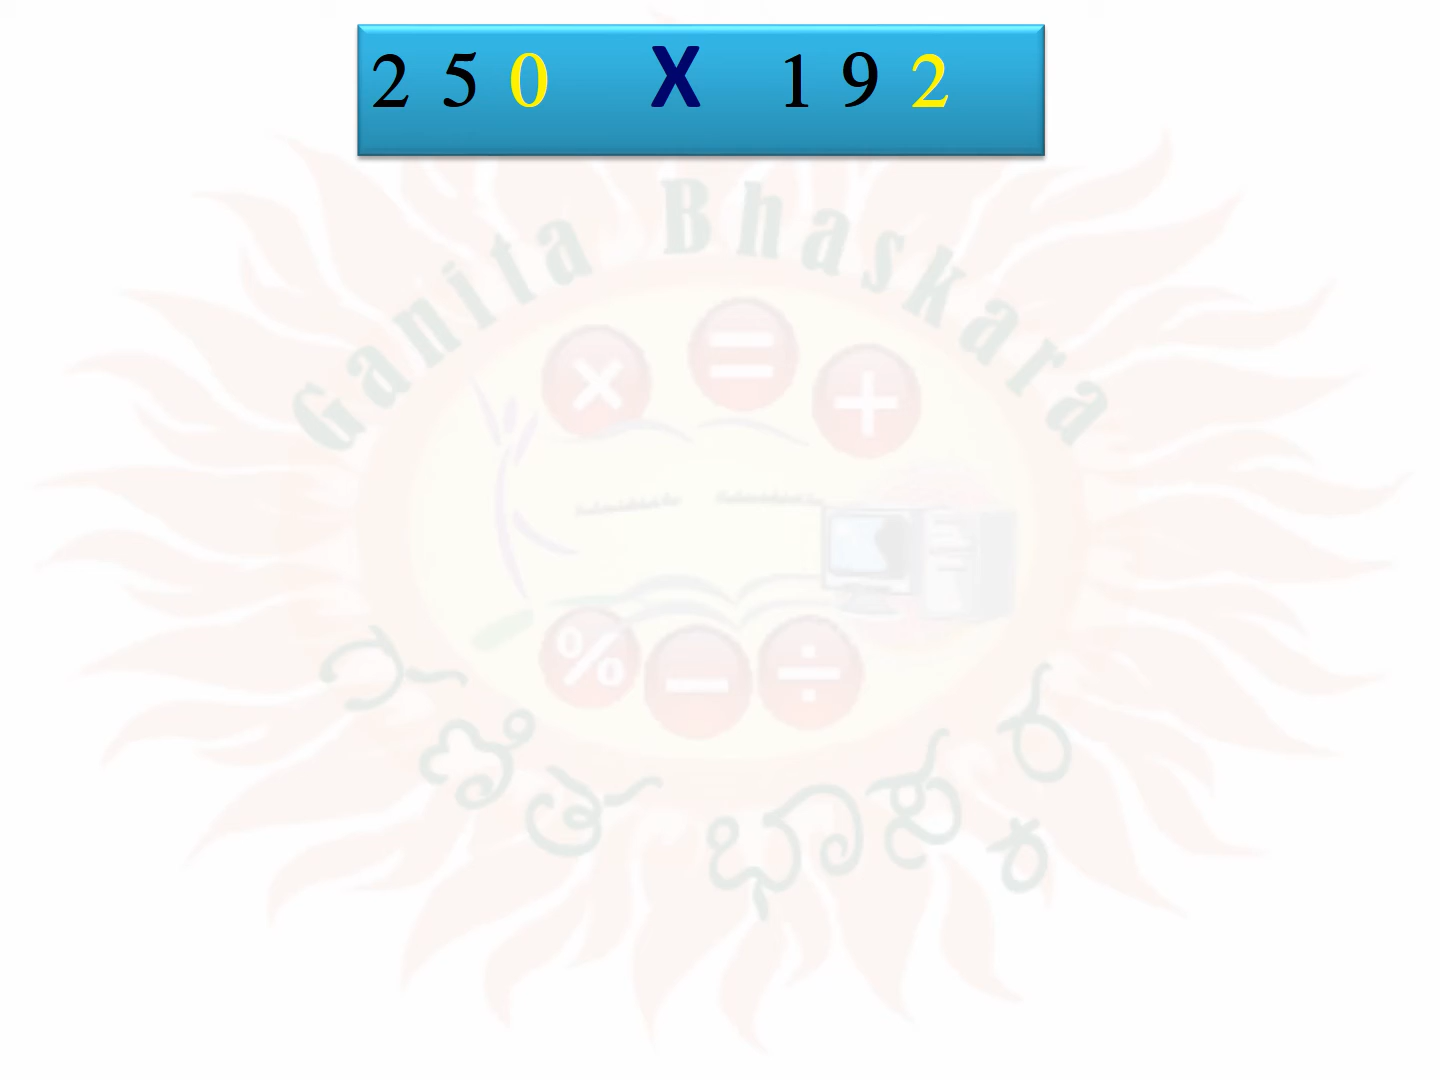 2 5 0 X 1 9 2
Ganita Bhaskara
× = +
% − ÷
ಗಣಿತ ಭಾಸ್ಕರ